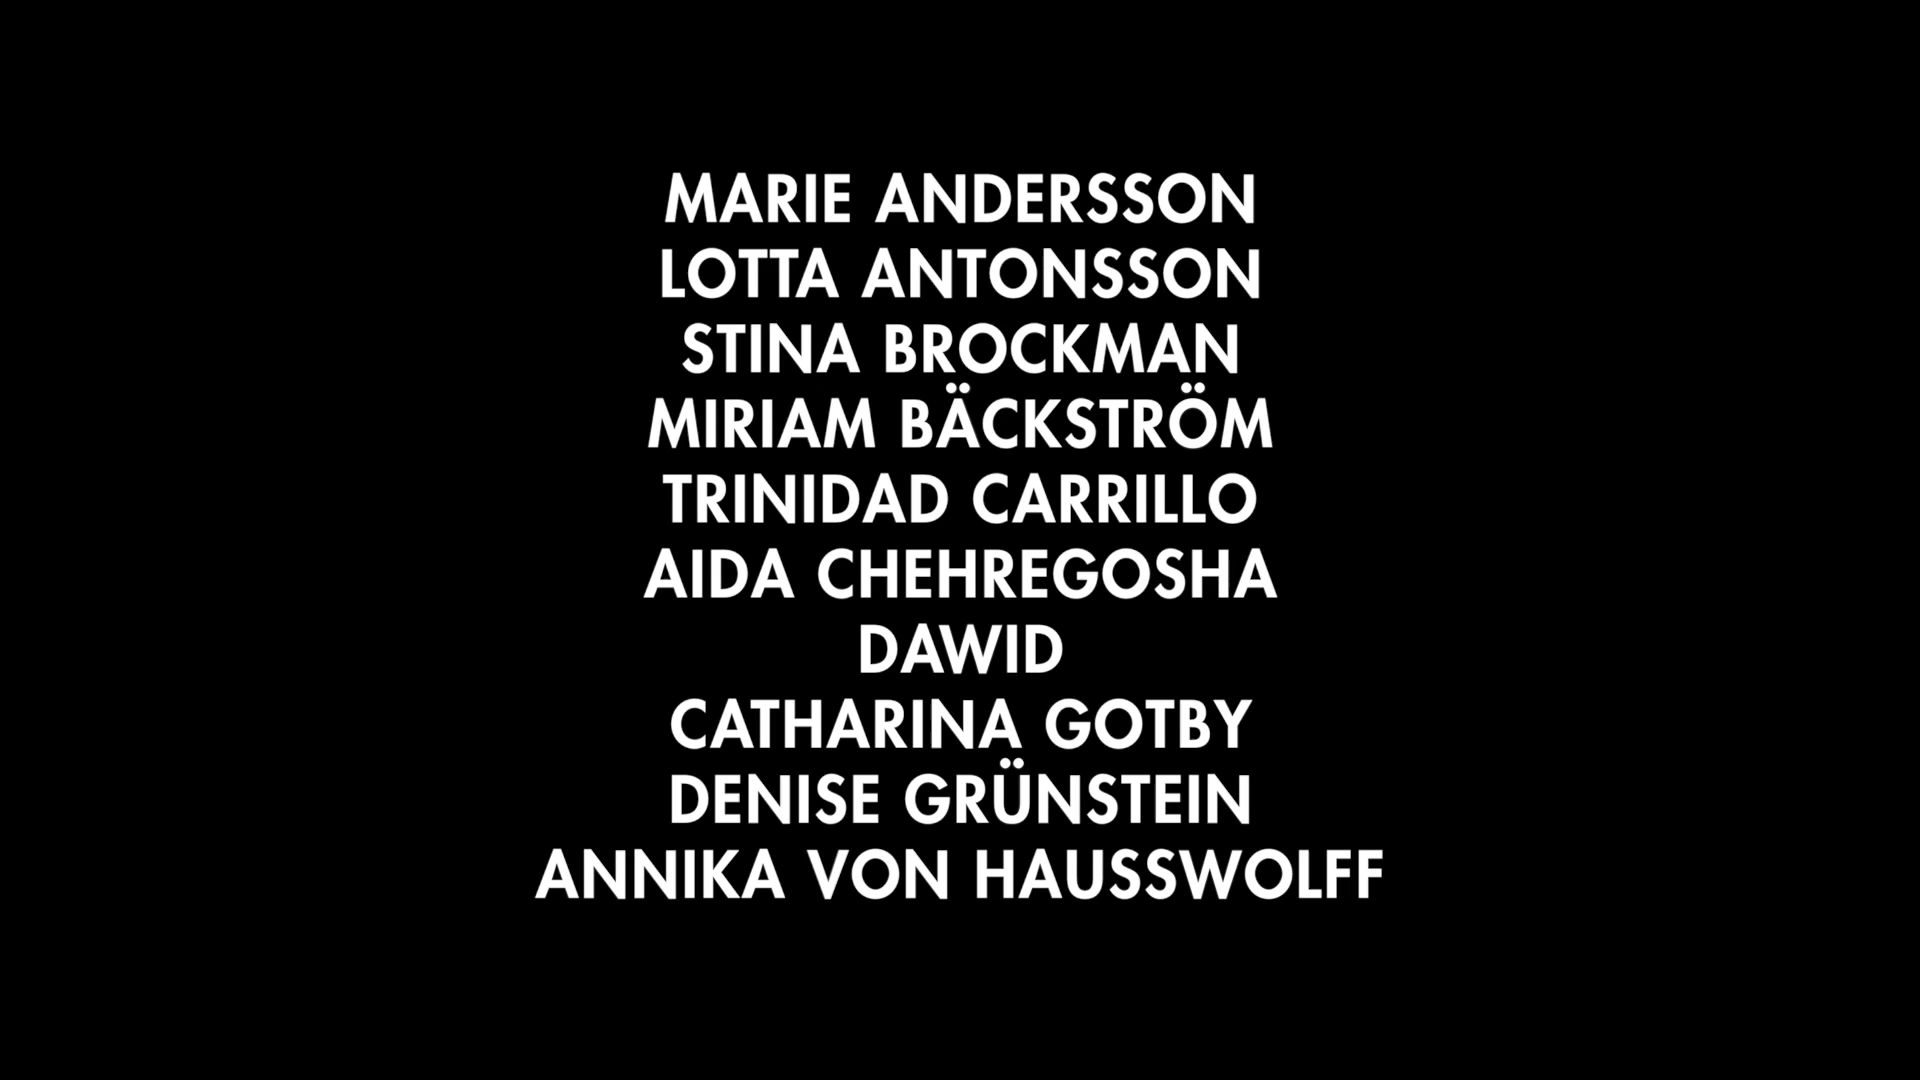 MARIE ANDERSSON
LOTTA ANTONSSON
STINA BROCKMAN
MIRIAM BÄCKSTRÖM
TRINIDAD CARRILLO
AIDA CHEHREGOSHA
DAWID
CATHARINA GOTBY
DENISE GRÜNSTEIN
ANNIKA VON HAUSSWOLFF